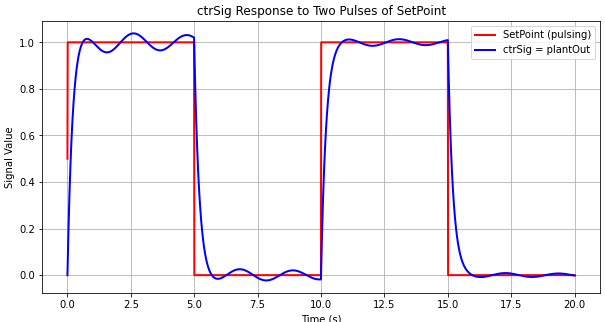 ctrSig Response to Two Pulses of SetPoint
SetPoint (pulsing)
ctrSig = plantOut
Signal Value
1.0
0.8
0.6
0.4
0.2
0.0
0.0 2.5 5.0 7.5 10.0 12.5 15.0 17.5 20.0
Time (s)